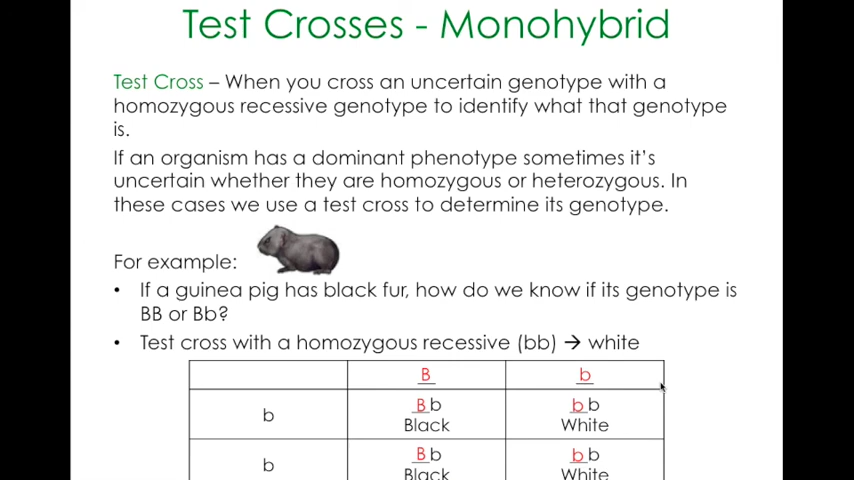 Test Crosses - Monohybrid
Test Cross – When you cross an uncertain genotype with a
homozygous recessive genotype to identify what that genotype
is.
If an organism has a dominant phenotype sometimes it's
uncertain whether they are homozygous or heterozygous. In
these cases we use a test cross to determine its genotype.
For example:
• If a guinea pig has black fur, how do we know if its genotype is
BB or Bb?
• Test cross with a homozygous recessive (bb) → white
B b
b B b b b
Black White
b B b b b
Black White